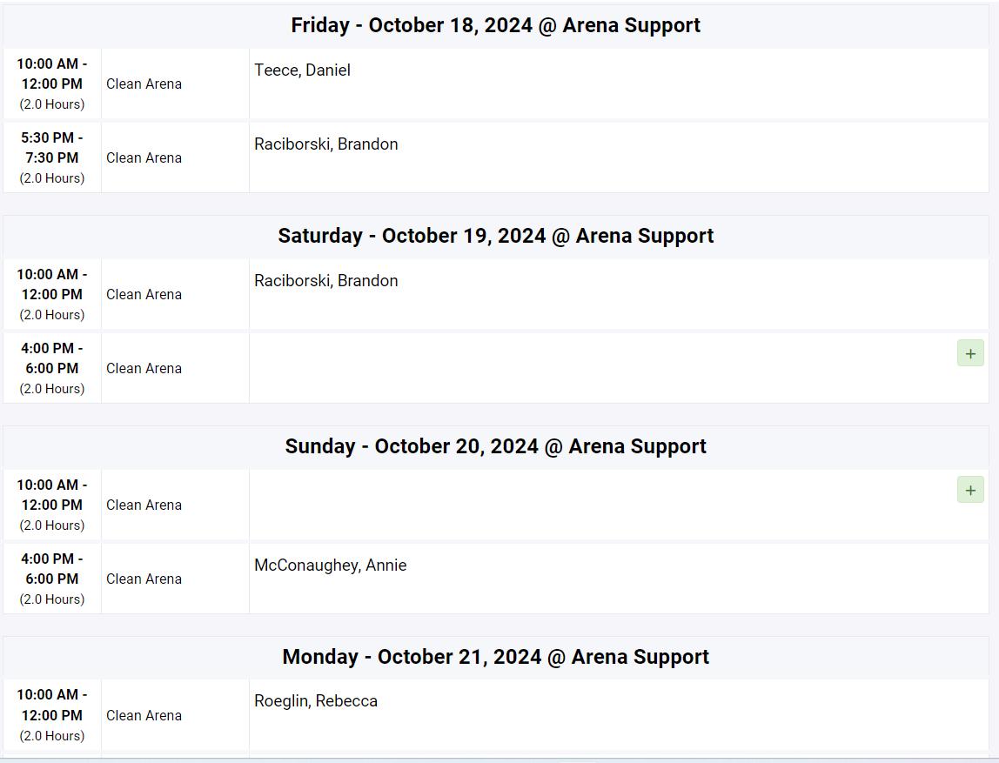 Friday - October 18, 2024 @ Arena Support
10:00 AM -
12:00 PM
(2.0 Hours)
Clean Arena
Teece, Daniel
5:30 PM -
7:30 PM
(2.0 Hours)
Clean Arena
Raciborski, Brandon
Saturday - October 19, 2024 @ Arena Support
10:00 AM -
12:00 PM
(2.0 Hours)
Clean Arena
Raciborski, Brandon
4:00 PM -
6:00 PM
(2.0 Hours)
Clean Arena
+
Sunday - October 20, 2024 @ Arena Support
10:00 AM -
12:00 PM
(2.0 Hours)
Clean Arena
+
4:00 PM -
6:00 PM
(2.0 Hours)
Clean Arena
McConaughey, Annie
Monday - October 21, 2024 @ Arena Support
10:00 AM -
12:00 PM
(2.0 Hours)
Clean Arena
Roeglin, Rebecca